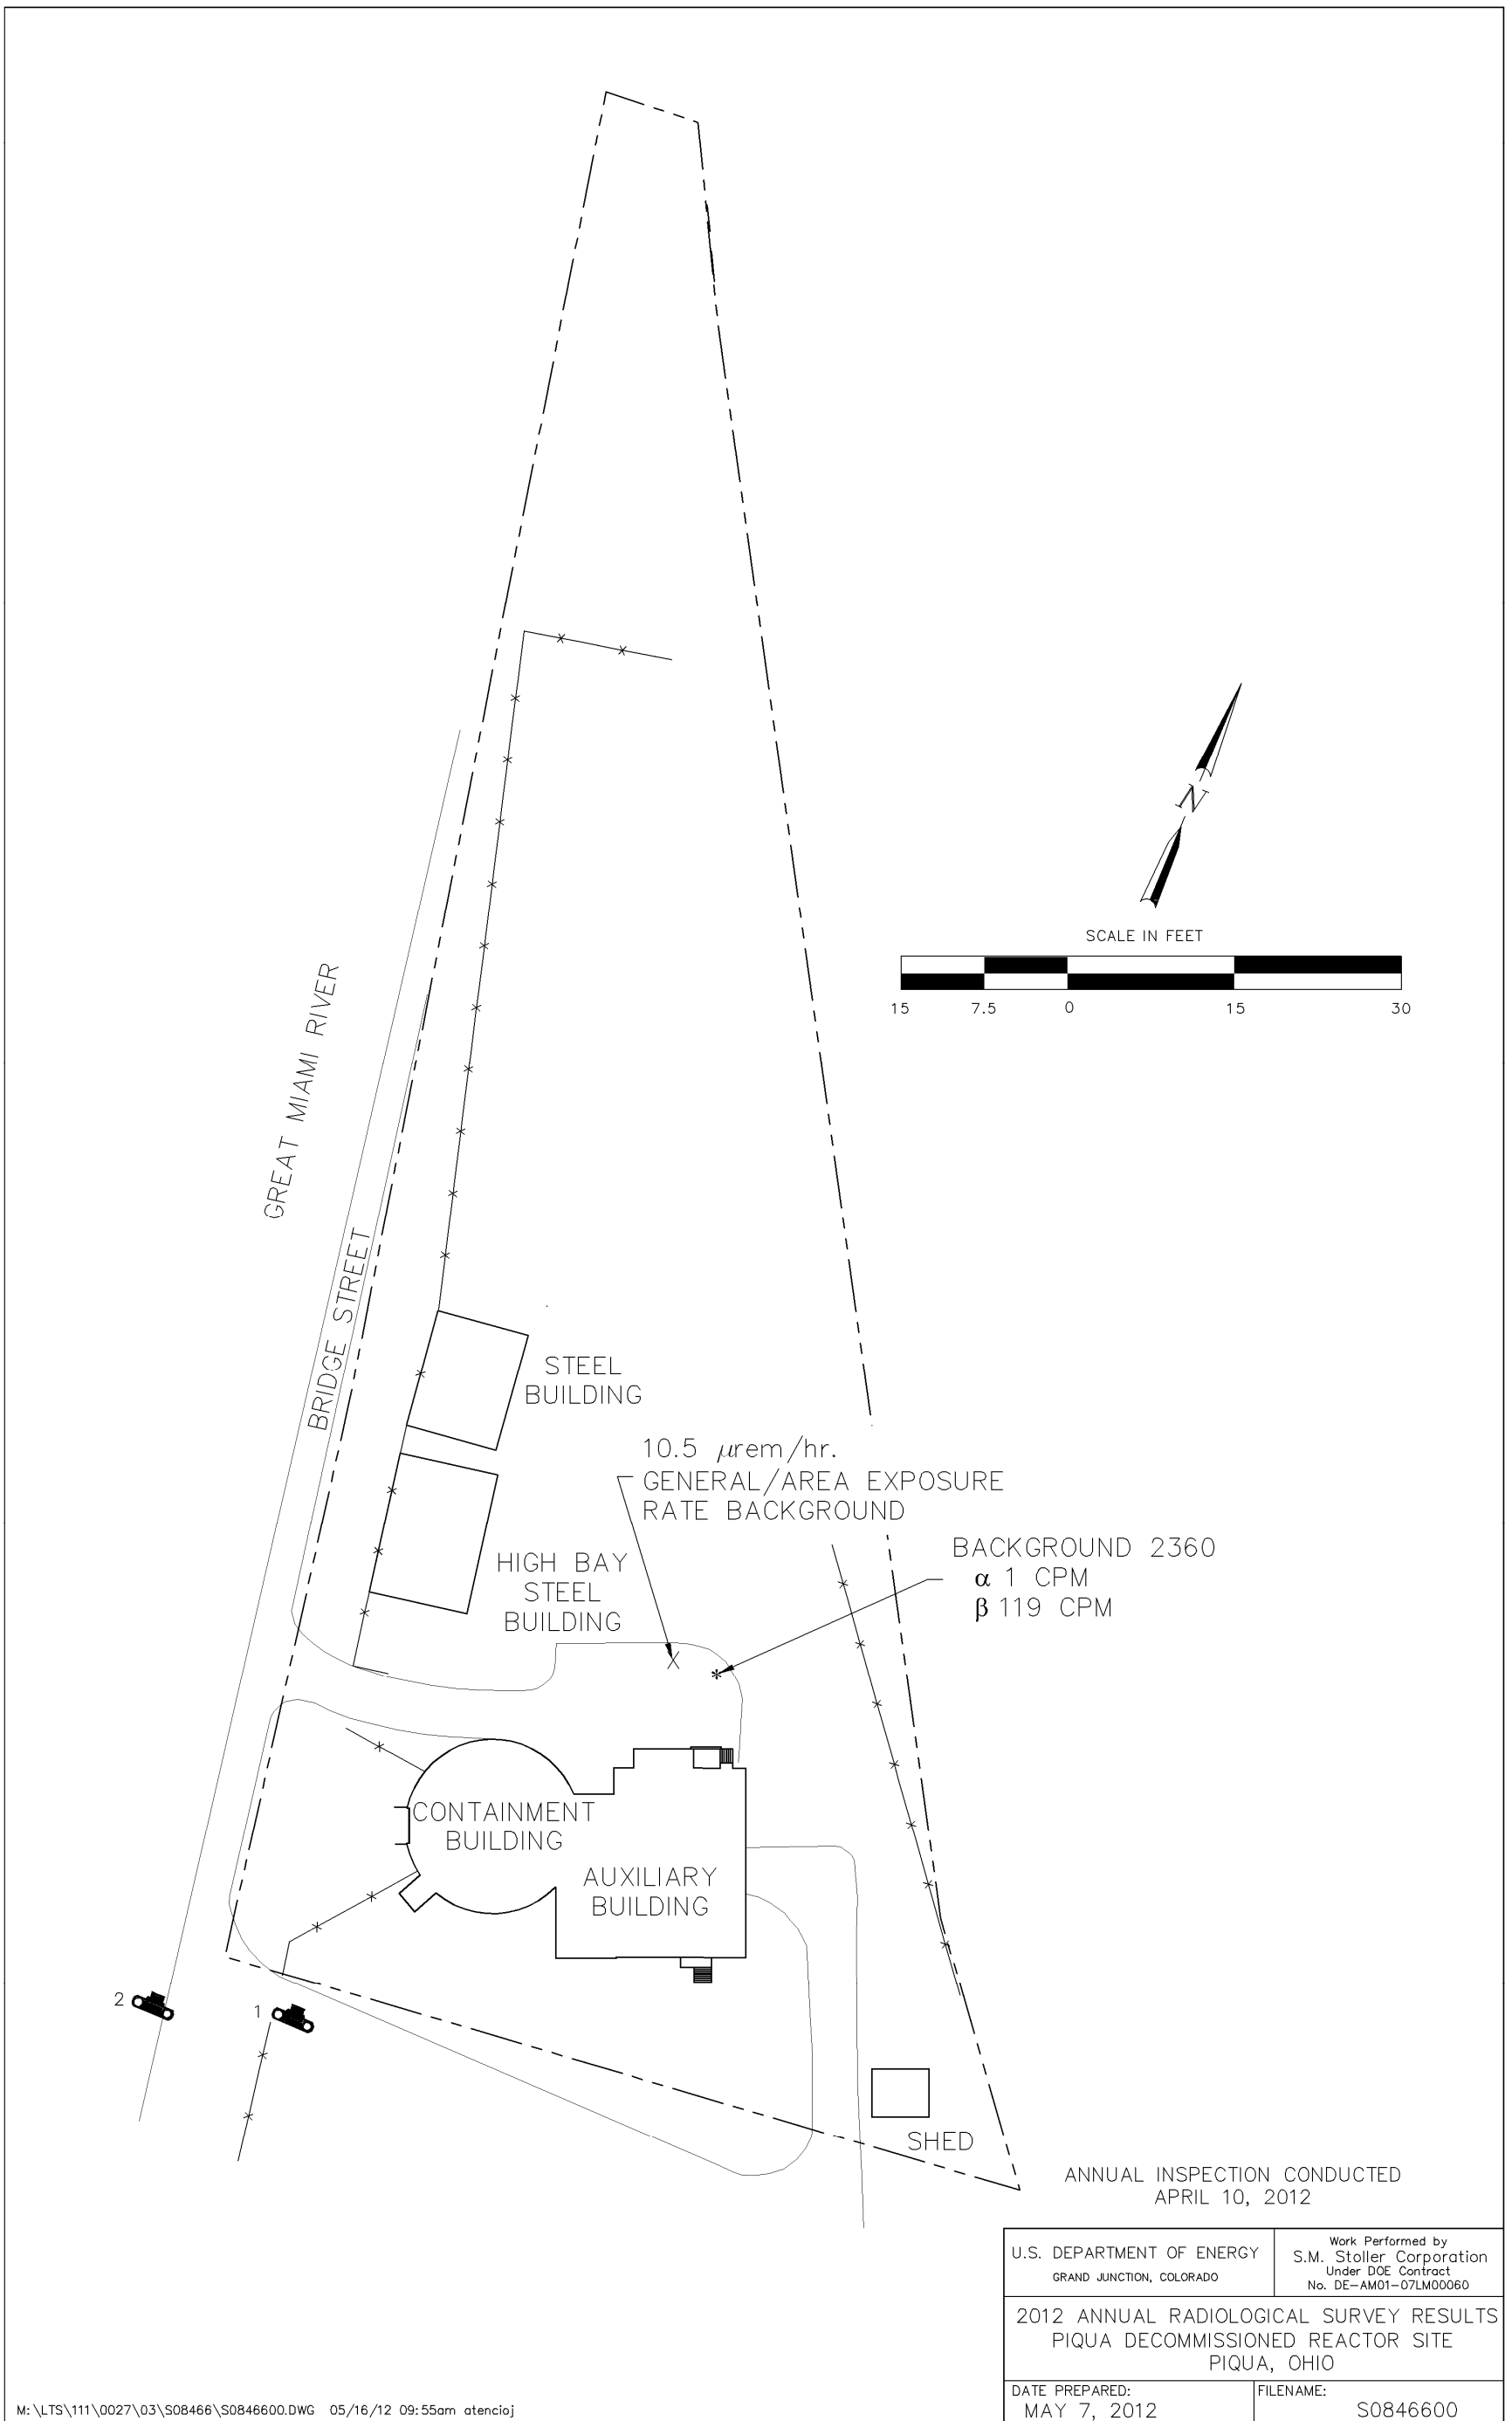 N
SCALE IN FEET
15 7.5 0 15 30
GREAT MIAMI RIVER
BRIDGE STREET
STEEL
BUILDING
10.5 μrem/hr.
GENERAL/AREA EXPOSURE
RATE BACKGROUND
BACKGROUND 2360
α 1 CPM
β 119 CPM
HIGH BAY
STEEL
BUILDING
CONTAINMENT
BUILDING
AUXILIARY
BUILDING
2
1
SHED
ANNUAL INSPECTION CONDUCTED
APRIL 10, 2012
U.S. DEPARTMENT OF ENERGY
GRAND JUNCTION, COLORADO
Work Performed by
S.M. Stoller Corporation
Under DOE Contract
No. DE-AM01-07LM00060
2012 ANNUAL RADIOLOGICAL SURVEY RESULTS
PIQUA DECOMMISSIONED REACTOR SITE
PIQUA, OHIO
DATE PREPARED:
MAY 7, 2012
FILENAME:
S0846600
M:\LTS\111\0027\03\S08466\S0846600.DWG 05/16/12 09:55am atencioj